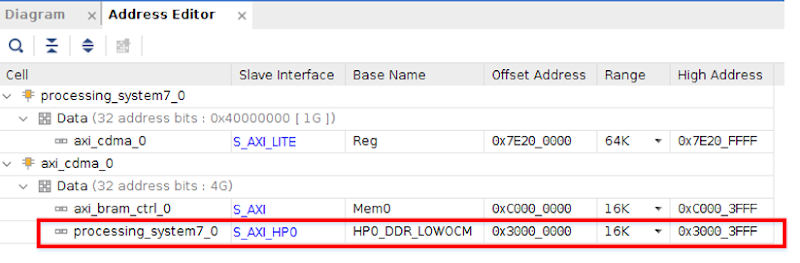 Diagram × Address Editor ×
Cell Slave Interface Base Name Offset Address Range High Address
processing_system7_0
Data (32 address bits : 0x40000000 [ 1G ])
axi_cdma_0 S_AXI_LITE Reg 0x7E20_0000 64K 0x7E20_FFFF
axi_cdma_0
Data (32 address bits : 4G)
axi_bram_ctrl_0 S_AXI Mem0 0xC000_0000 16K 0xC000_3FFF
processing_system7_0 S_AXI_HP0 HP0_DDR_LOWOCM 0x3000_0000 16K 0x3000_3FFF